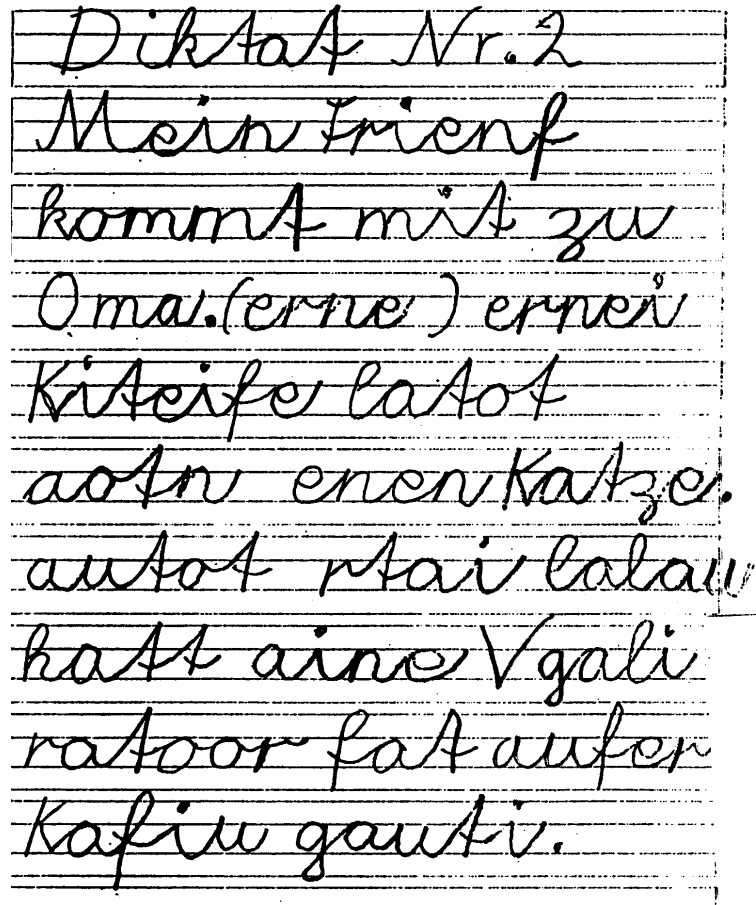 Diktat Nr. 2
Mein Frienf
kommt mit zu
Oma. (erne) ernei
Kiteife latot
aotn enen Katze.
autot rtai lalau
hatt aine Vgali
ratoor fat aufer
Kafiu gauti.